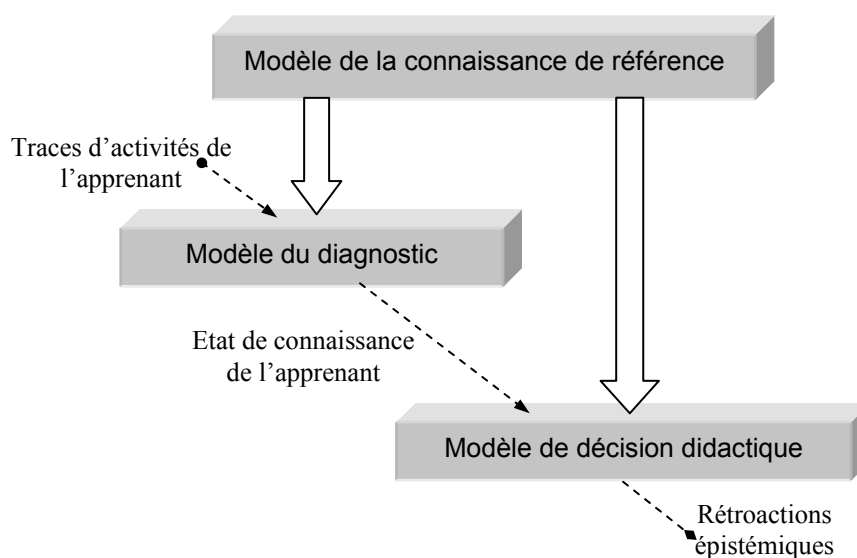 Modèle de la connaissance de référence
Traces d’activités de
l’apprenant
Modèle du diagnostic
Etat de connaissance
de l’apprenant
Modèle de décision didactique
Rétroactions
épistémiques